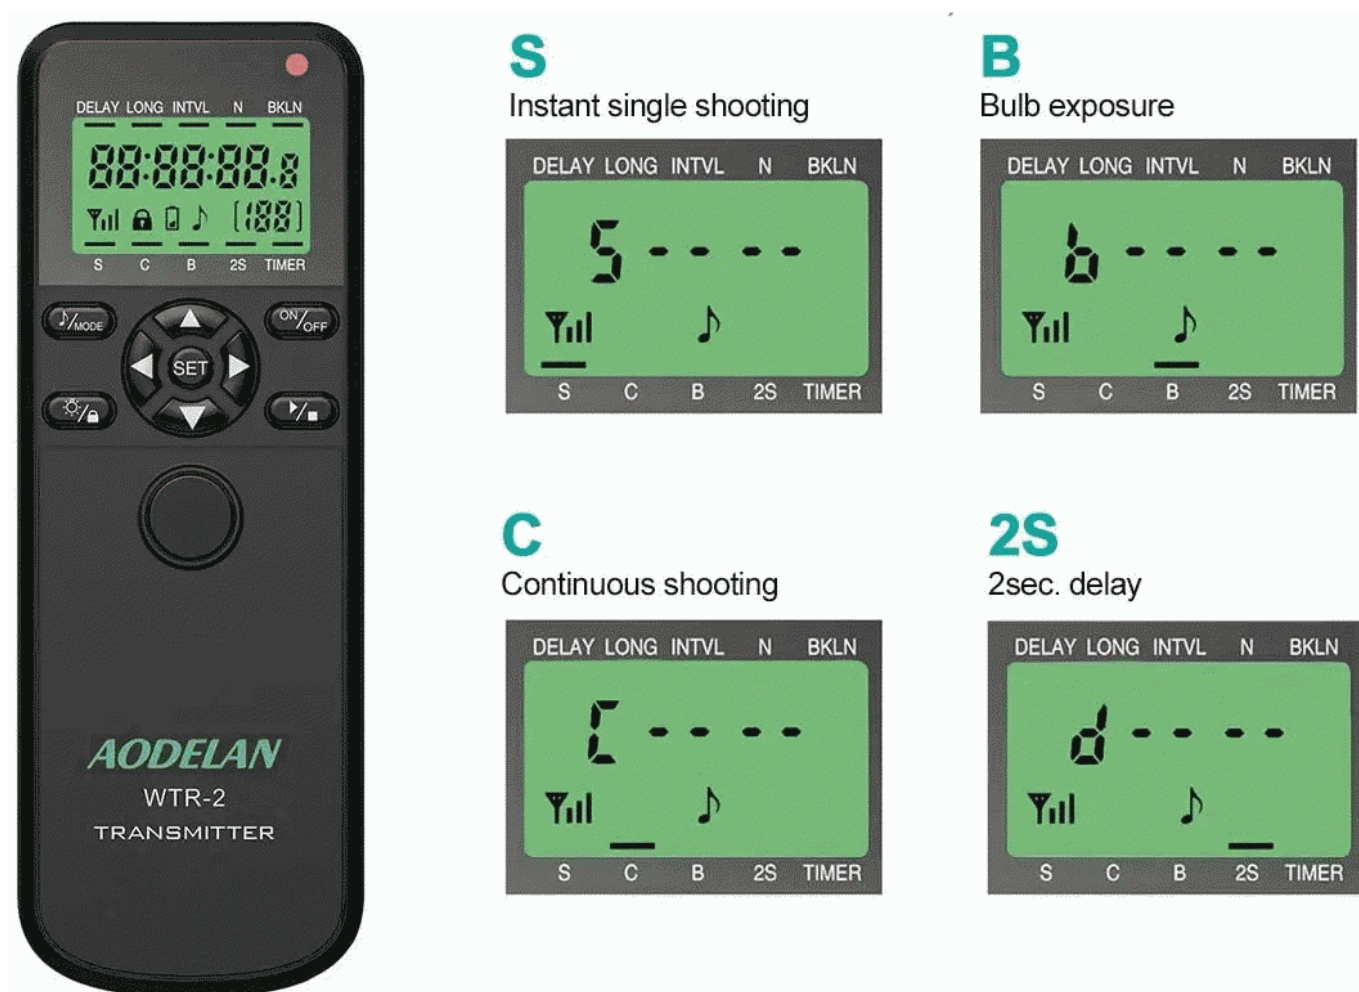 DELAY LONG INTVL N BKLN
88:88:88.8
[188]
S C B 2S TIMER
♪/MODE
ON/OFF
SET
AODELAN
WTR-2
TRANSMITTER
S
Instant single shooting
DELAY LONG INTVL N BKLN
S - - - -
S C B 2S TIMER
B
Bulb exposure
DELAY LONG INTVL N BKLN
b - - - -
S C B 2S TIMER
C
Continuous shooting
DELAY LONG INTVL N BKLN
C - - - -
S C B 2S TIMER
2S
2sec. delay
DELAY LONG INTVL N BKLN
d - - - -
S C B 2S TIMER